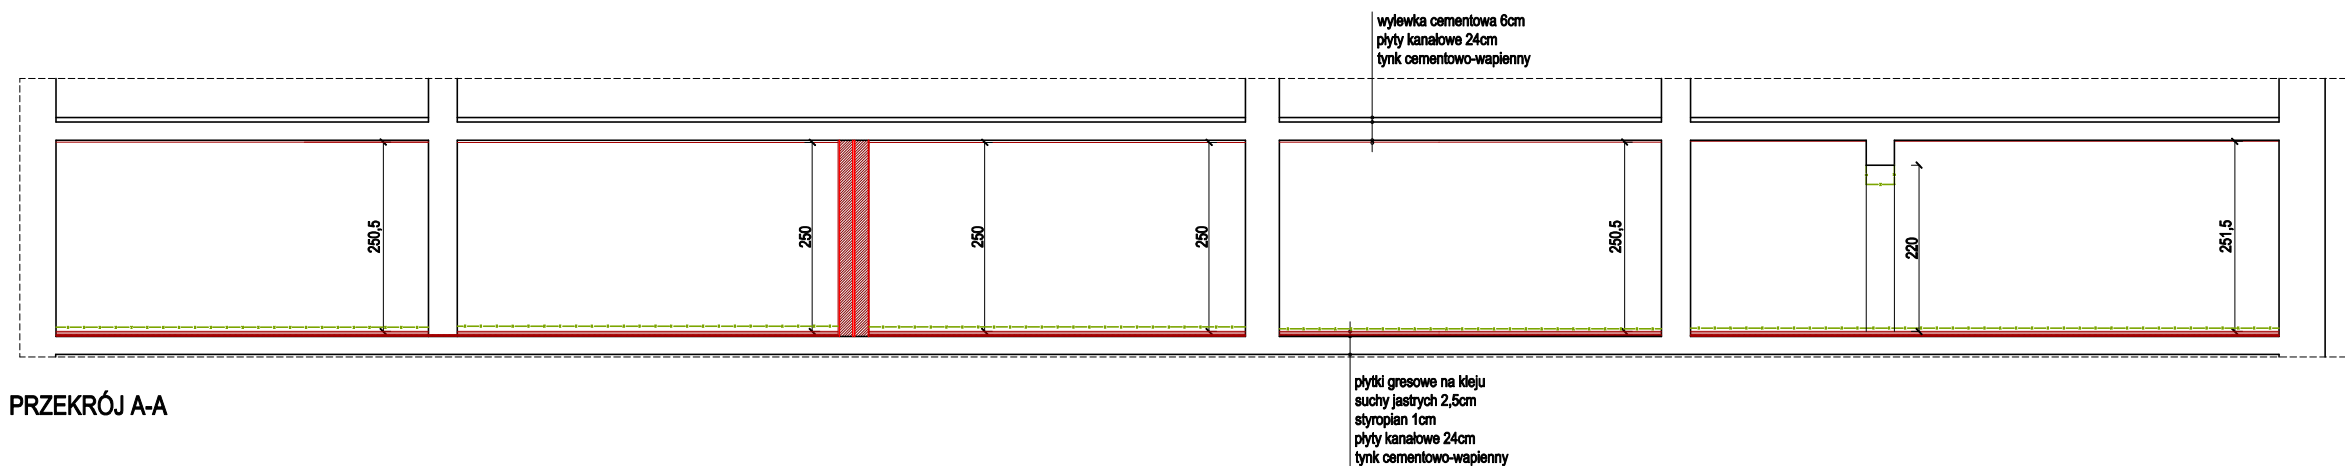 wylewka cementowa 6cm
płyty kanałowe 24cm
tynk cementowo-wapienny
250,5
250
250
250
250,5
220
251,5
płytki gresowe na kleju
suchy jastrych 2,5cm
styropian 1cm
płyty kanałowe 24cm
tynk cementowo-wapienny
PRZEKRÓJ A-A